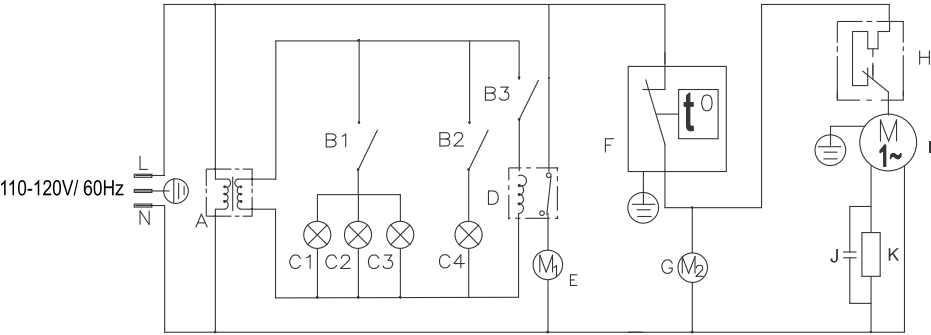 110-120V/ 60Hz
L
N
A
B1
B2
B3
C1
C2
C3
C4
D
M1
E
F
t0
G
M2
H
M
1~
I
J
K